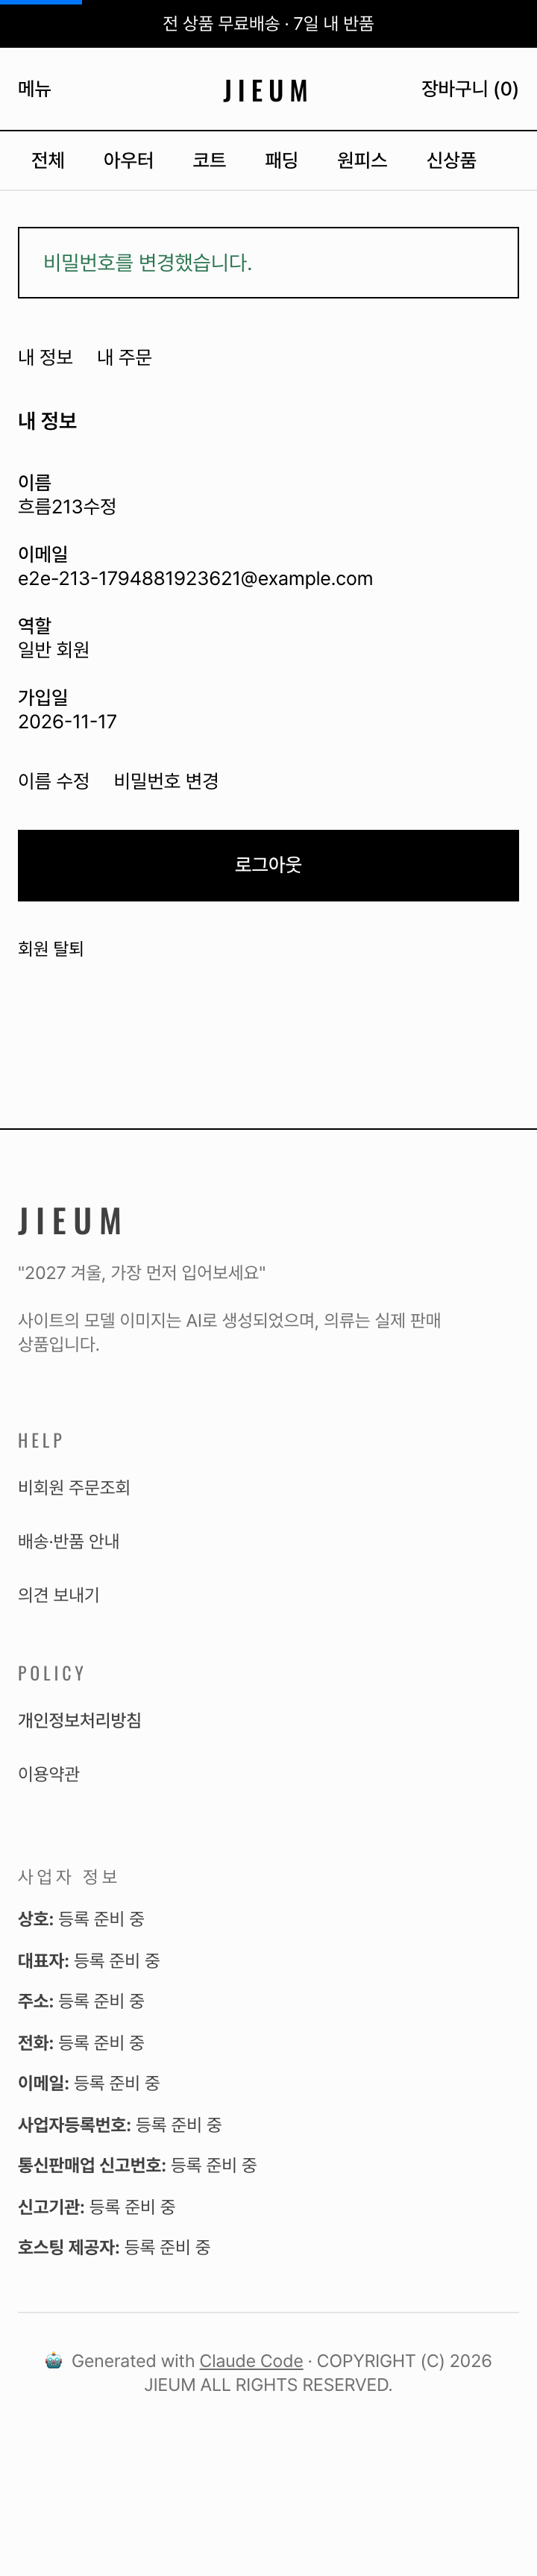 전 상품 무료배송 · 7일 내 반품
메뉴
JIEUM
장바구니 (0)
전체 아우터 코트 패딩 원피스 신상품
비밀번호를 변경했습니다.
내 정보 내 주문
내 정보
이름
흐름213수정
이메일
e2e-213-1794881923621@example.com
역할
일반 회원
가입일
2026-11-17
이름 수정 비밀번호 변경
로그아웃
회원 탈퇴
JIEUM
"2027 겨울, 가장 먼저 입어보세요"
사이트의 모델 이미지는 AI로 생성되었으며, 의류는 실제 판매
상품입니다.
HELP
비회원 주문조회
배송·반품 안내
의견 보내기
POLICY
개인정보처리방침
이용약관
사업자 정보
상호: 등록 준비 중
대표자: 등록 준비 중
주소: 등록 준비 중
전화: 등록 준비 중
이메일: 등록 준비 중
사업자등록번호: 등록 준비 중
통신판매업 신고번호: 등록 준비 중
신고기관: 등록 준비 중
호스팅 제공자: 등록 준비 중
🤖 Generated with Claude Code · COPYRIGHT (C) 2026
JIEUM ALL RIGHTS RESERVED.